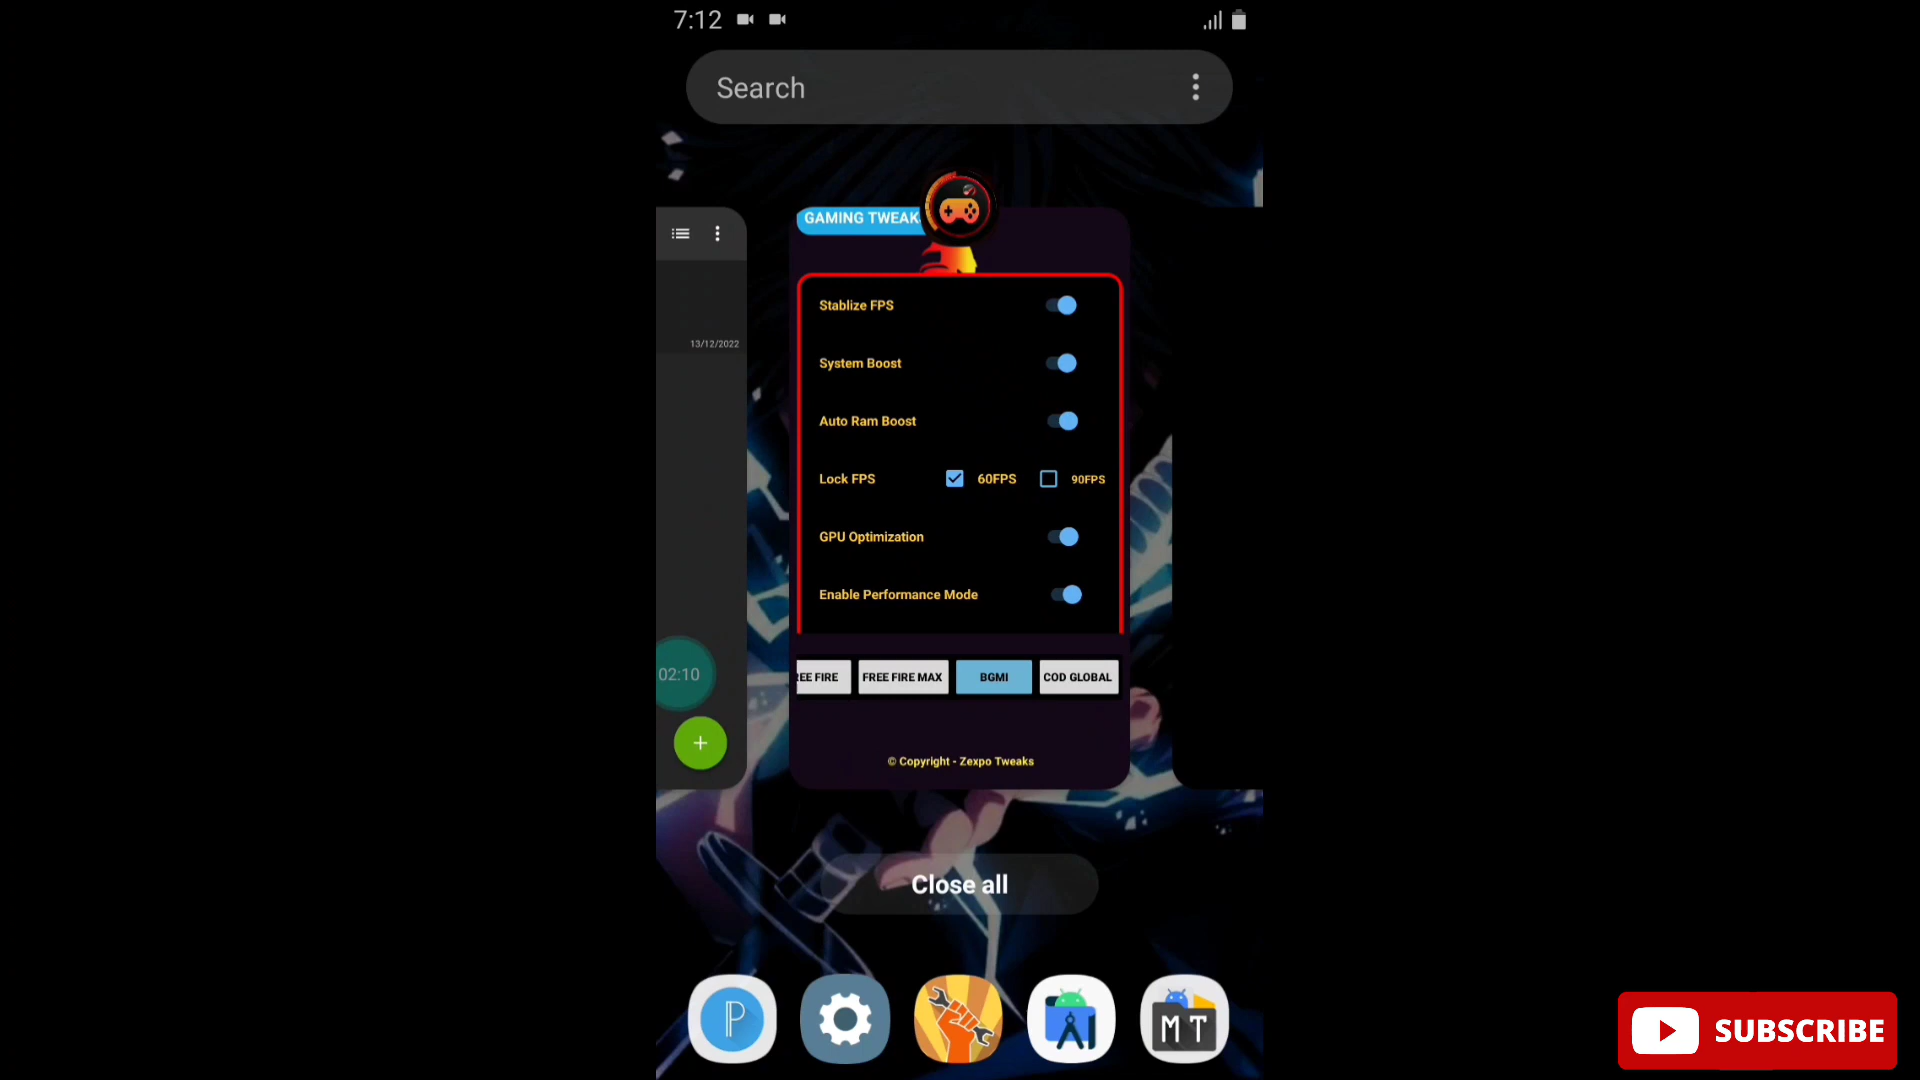 7:12
Search
GAMING TWEAK
13/12/2022
Stablize FPS
System Boost
Auto Ram Boost
Lock FPS 60FPS 90FPS
GPU Optimization
Enable Performance Mode
02:10
EE FIRE FREE FIRE MAX BGMI COD GLOBAL
+
© Copyright - Zexpo Tweaks
Close all
P
M T
SUBSCRIBE